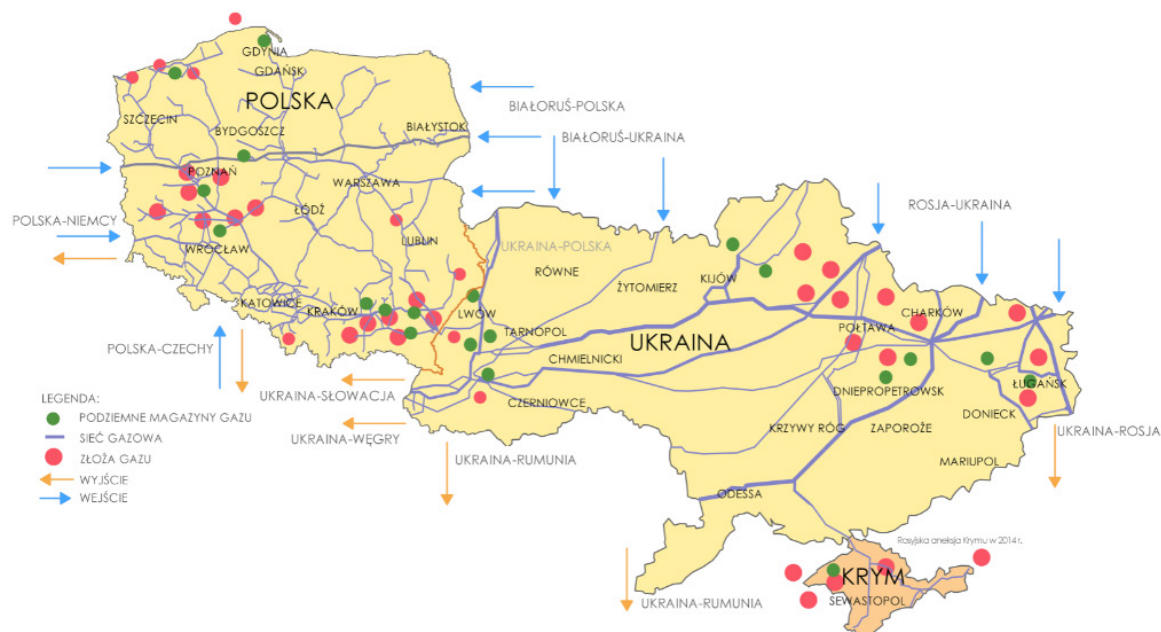 GDYNIA
GDAŃSK
POLSKA
SZCZECIN
BYDGOSZCZ
BIAŁYSTOK
BIAŁORUŚ-POLSKA
BIAŁORUŚ-UKRAINA
POZNAŃ
WARSZAWA
ŁÓDŹ
POLSKA-NIEMCY
WROCŁAW
LUBLIN
UKRAINA-POLSKA
ROSJA-UKRAINA
RÓWNE
KIJÓW
ŻYTOMIERZ
KATOWICE
KRAKÓW
LWÓW
TARNOPOL
CHARKÓW
POŁTAWA
UKRAINA
CHMIELNICKI
POLSKA-CZECHY
UKRAINA-SŁOWACJA
CZERNIOWCE
DNIEPROPETROWSK
ŁUGAŃSK
DONIECK
UKRAINA-WĘGRY
KRZYWY RÓG
ZAPOROŻE
UKRAINA-ROSJA
UKRAINA-RUMUNIA
MARIUPOL
ODESSA
LEGENDA:
PODZIEMNE MAGAZYNY GAZU
SIEĆ GAZOWA
ZŁOŻA GAZU
WYJŚCIE
WEJŚCIE
Rosyjska aneksja Krymu w 2014 r.
KRYM
SEWASTOPOL
UKRAINA-RUMUNIA